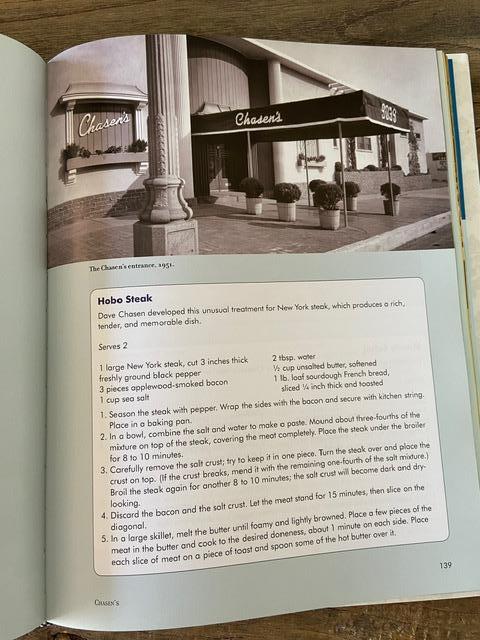 Chasen's
Chasen's
9039
The Chasen's entrance, 1951.
Hobo Steak
Dave Chasen developed this unusual treatment for New York steak, which produces a rich,
tender, and memorable dish.
Serves 2
1 large New York steak, cut 3 inches thick
freshly ground black pepper
3 pieces applewood-smoked bacon
1 cup sea salt
2 tbsp. water
½ cup unsalted butter, softened
1 lb. loaf sourdough French bread,
sliced ¼ inch thick and toasted
1. Season the steak with pepper. Wrap the sides with the bacon and secure with kitchen string.
Place in a baking pan.
2. In a bowl, combine the salt and water to make a paste. Mound about three-fourths of the
mixture on top of the steak, covering the meat completely. Place the steak under the broiler
for 8 to 10 minutes.
3. Carefully remove the salt crust; try to keep it in one piece. Turn the steak over and place the
crust on top. (If the crust breaks, mend it with the remaining one-fourth of the salt mixture.)
Broil the steak again for another 8 to 10 minutes; the salt crust will become dark and dry-
looking.
4. Discard the bacon and the salt crust. Let the meat stand for 15 minutes, then slice on the
diagonal.
5. In a large skillet, melt the butter until foamy and lightly browned. Place a few pieces of the
meat in the butter and cook to the desired doneness, about 1 minute on each side. Place
each slice of meat on a piece of toast and spoon some of the hot butter over it.
139
Chasen's